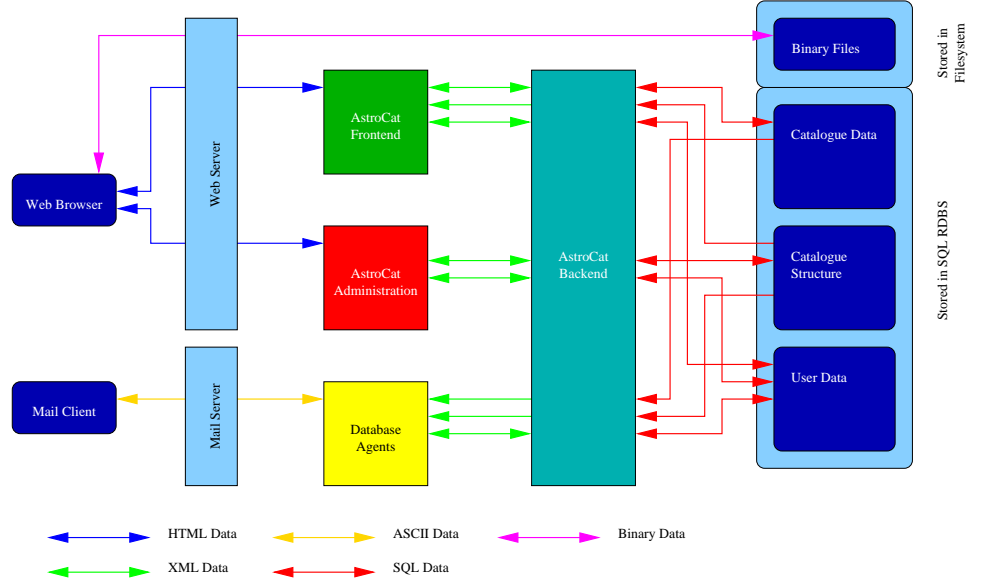 Binary Files
Stored in
Filesystem
AstroCat
Frontend
Catalogue Data
Web Server
Web Browser
AstroCat
Administration
AstroCat
Backend
Catalogue
Structure
Stored in SQL RDBS
Mail Client
Mail Server
Database
Agents
User Data
HTML Data
ASCII Data
Binary Data
XML Data
SQL Data